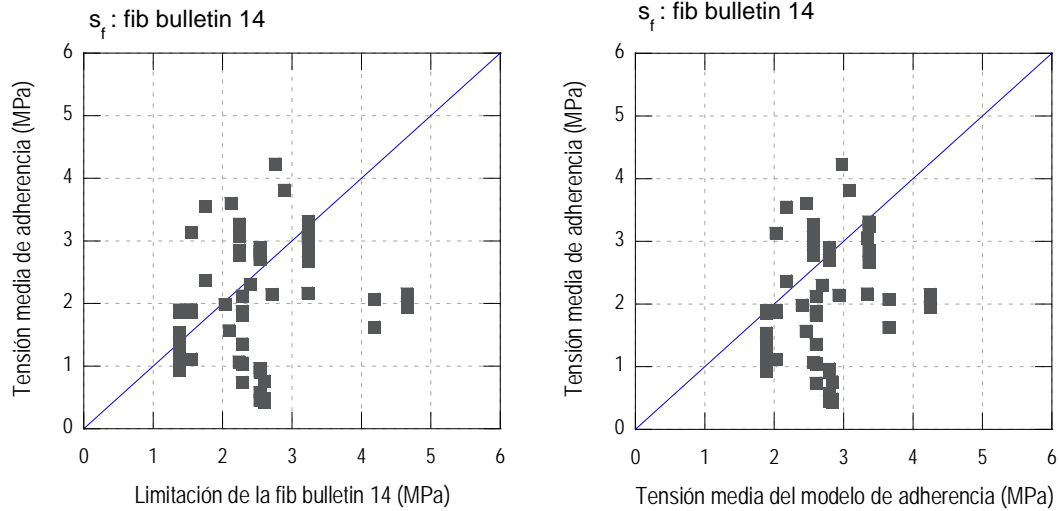 s_f : fib bulletin 14
6
5
4
3
2
1
0
Tensión media de adherencia (MPa)
0 1 2 3 4 5 6
Limitación de la fib bulletin 14 (MPa)
s_f : fib bulletin 14
6
5
4
3
2
1
0
Tensión media de adherencia (MPa)
0 1 2 3 4 5 6
Tensión media del modelo de adherencia (MPa)